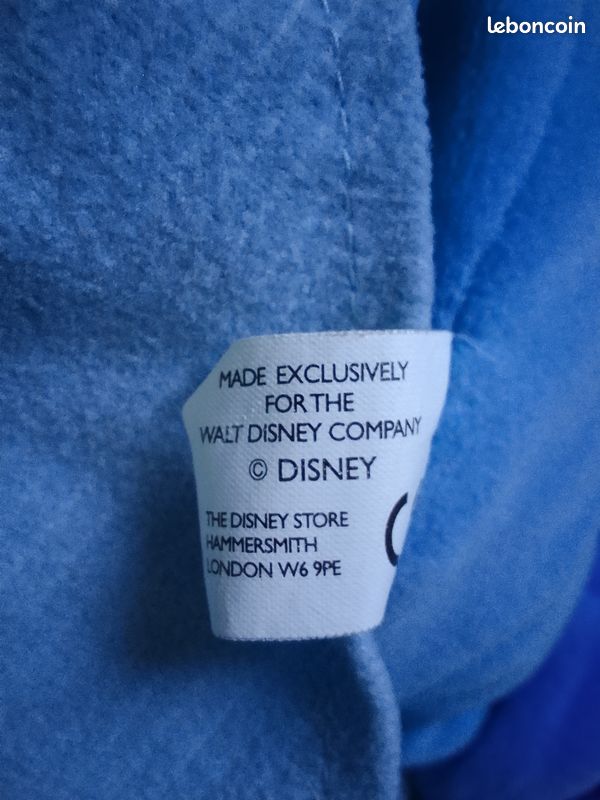 leboncoin
MADE EXCLUSIVELY
FOR THE
WALT DISNEY COMPANY
© DISNEY
THE DISNEY STORE
HAMMERSMITH
LONDON W6 9PE